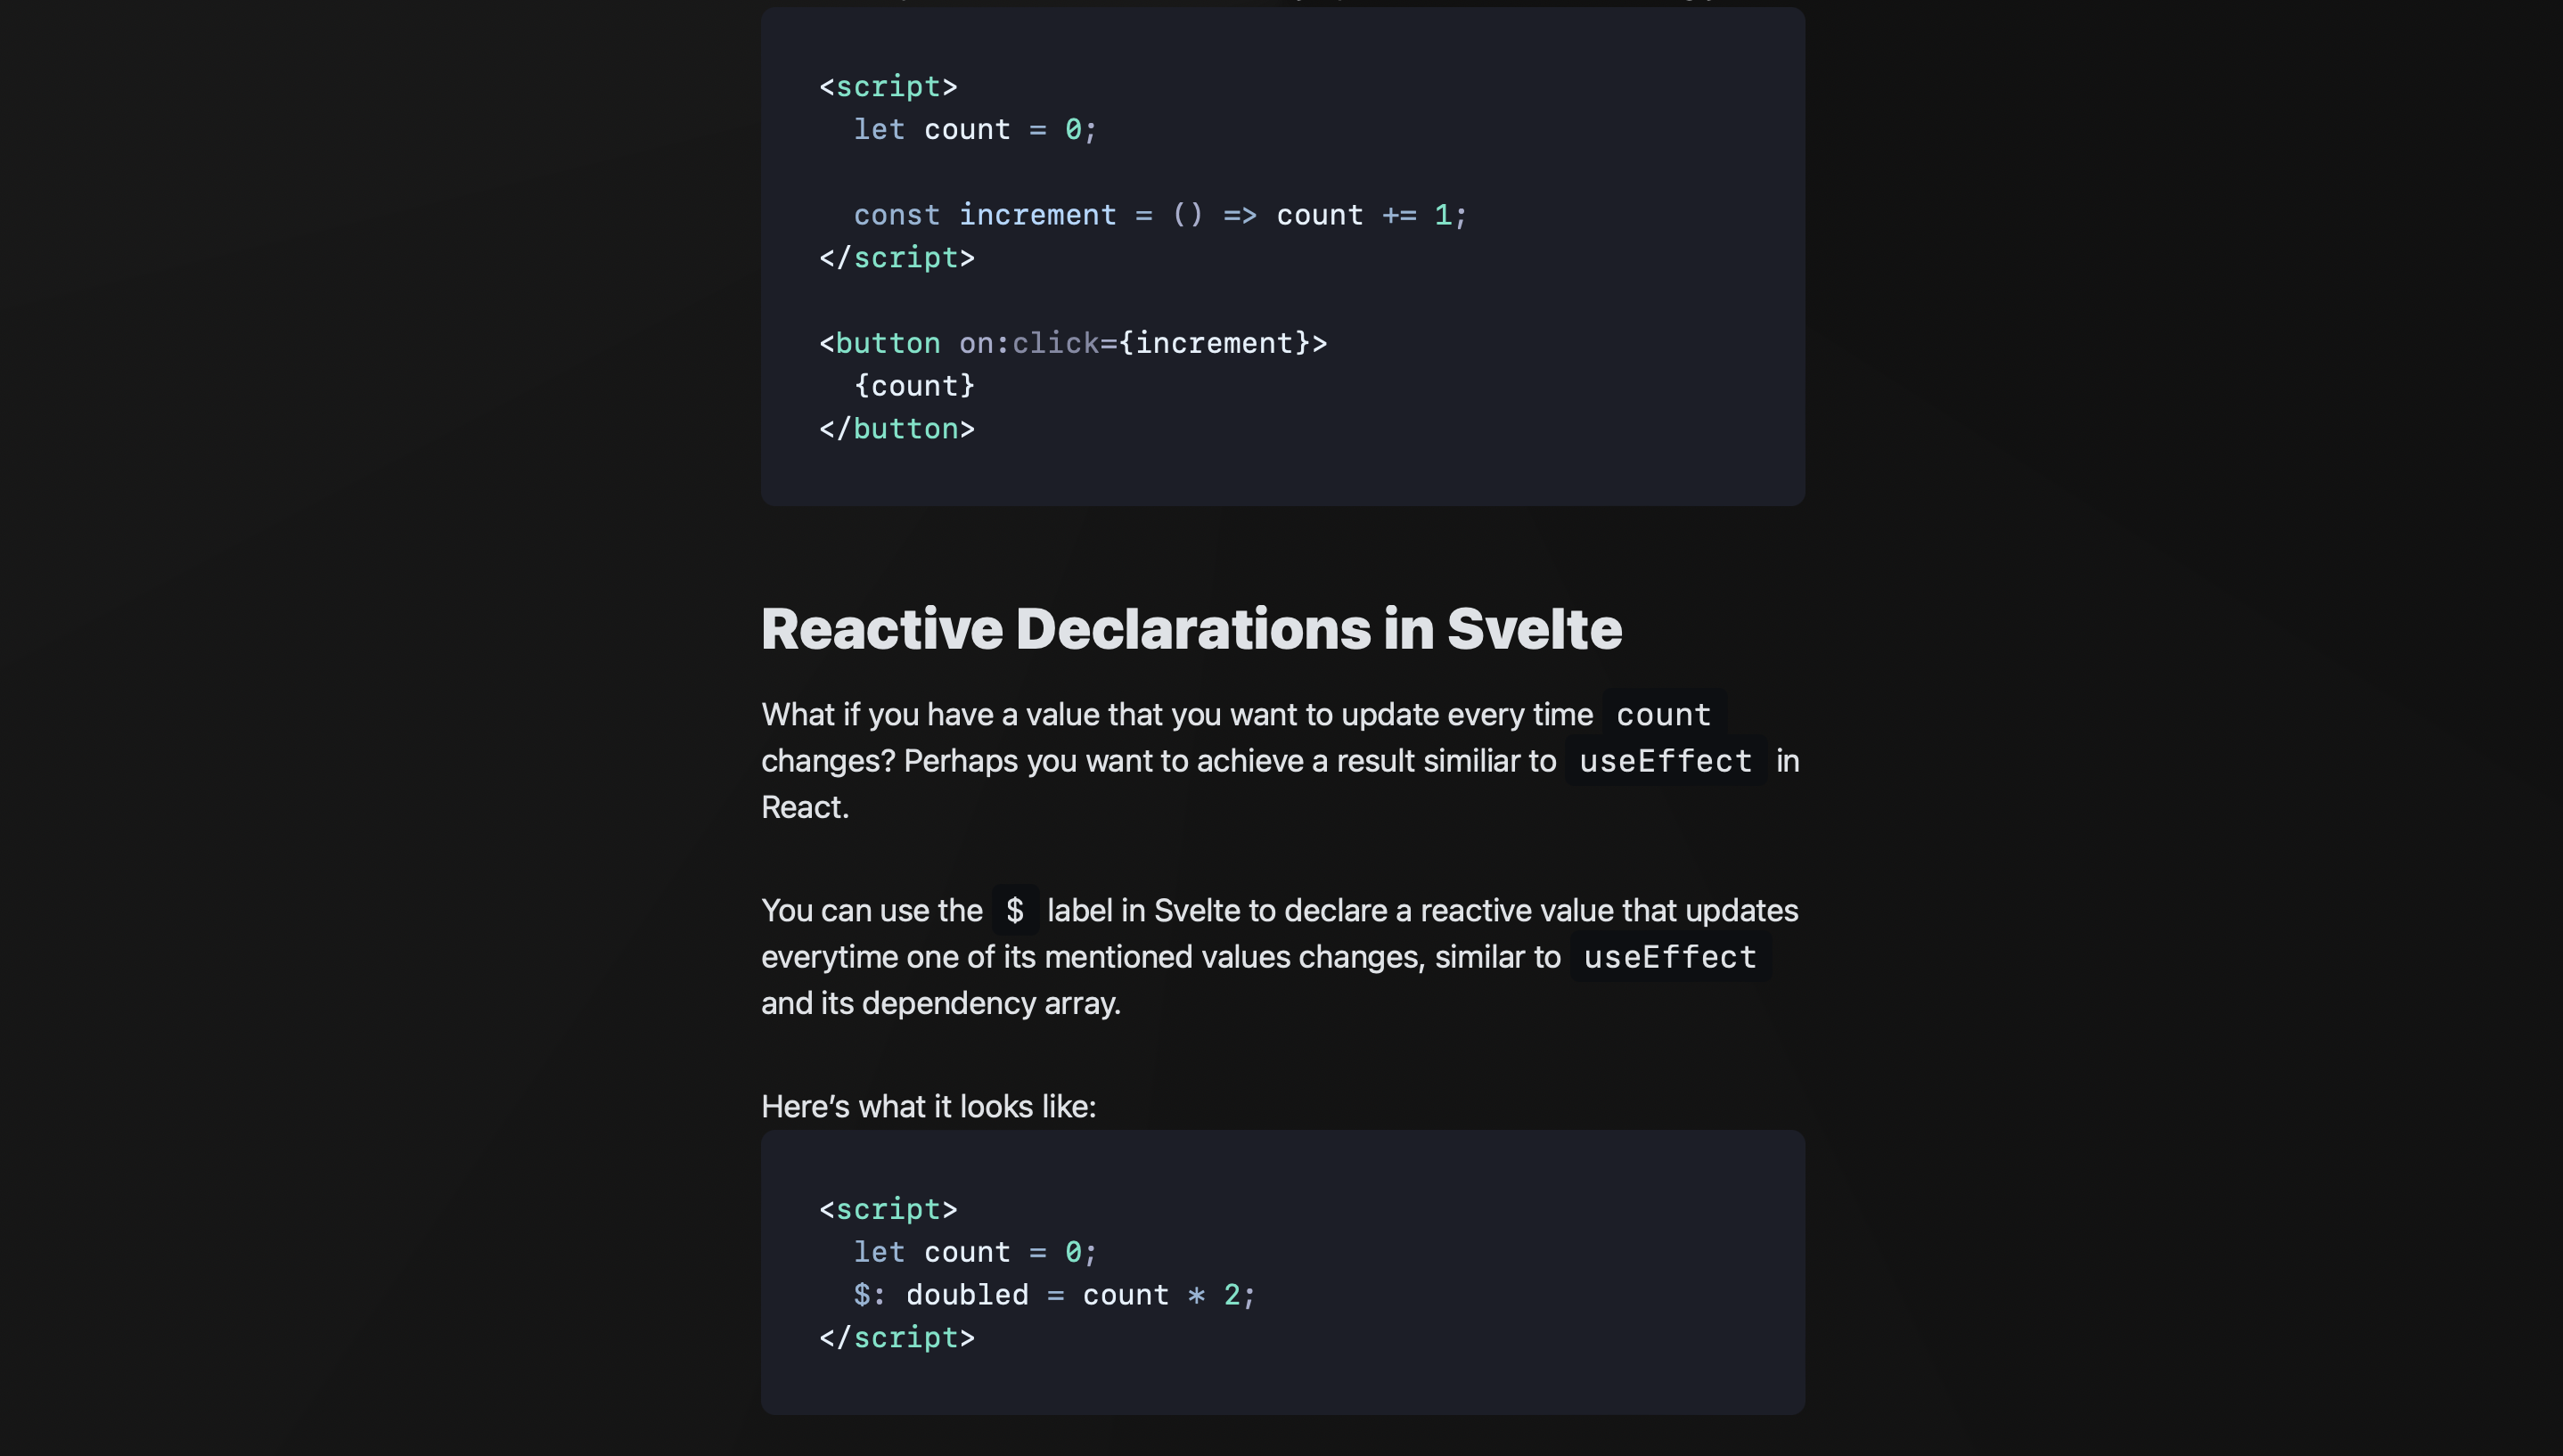 <script>
let count = 0;
const increment = () => count += 1;
</script>
<button on:click={increment}>
{count}
</button>
Reactive Declarations in Svelte
What if you have a value that you want to update every time count
changes? Perhaps you want to achieve a result similiar to useEffect in
React.
You can use the $ label in Svelte to declare a reactive value that updates
everytime one of its mentioned values changes, similar to useEffect
and its dependency array.
Here’s what it looks like:
<script>
let count = 0;
$: doubled = count * 2;
</script>